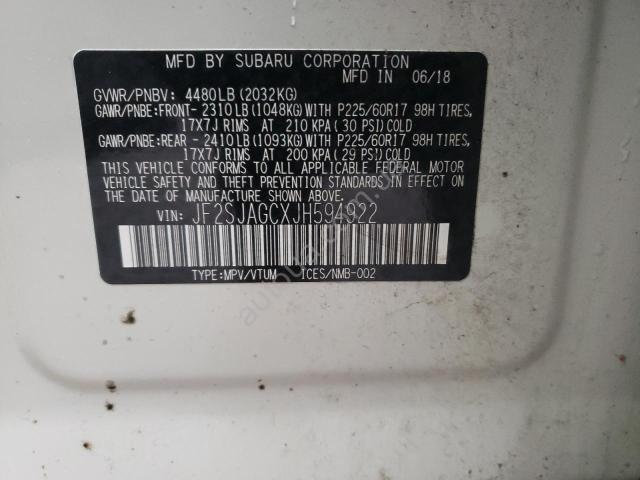 MFD BY SUBARU CORPORATION
MFD IN 06/18
GVWR/PNBV: 4480LB(2032KG)
GAWR/PNBE:FRONT- 2310LB(1048KG)WITH P225/60R17 98H TIRES,
17X7J RIMS AT 210 KPA(30 PSI)COLD
GAWR/PNBE:REAR - 2410LB(1093KG)WITH P225/60R17 98H TIRES,
17X7J RIMS AT 200 KPA(29 PSI)COLD
THIS VEHICLE CONFORMS TO ALL APPLICABLE FEDERAL MOTOR
VEHICLE SAFETY AND THEFT PREVENTION STANDARDS IN EFFECT ON
THE DATE OF MANUFACTURE SHOWN ABOVE.
VIN: JF2SJAGCXJH594922
TYPE:MPV/VTUM ICES/NMB-002